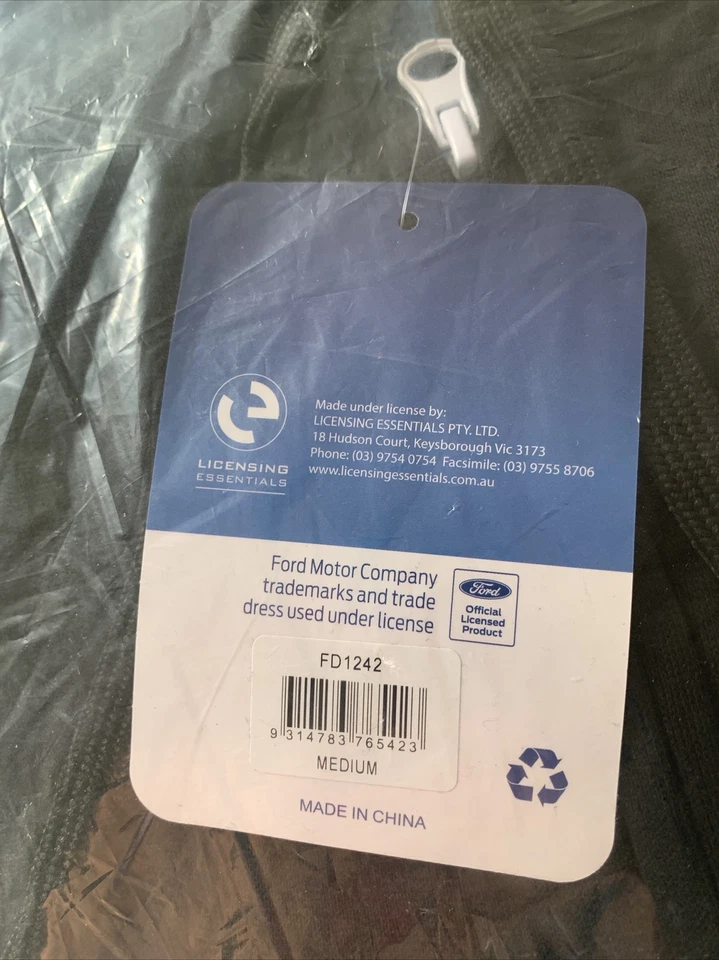 LICENSING
ESSENTIALS
Made under license by:
LICENSING ESSENTIALS PTY. LTD.
18 Hudson Court, Keysborough Vic 3173
Phone: (03) 9754 0754 Facsimile: (03) 9755 8706
www.licensingessentials.com.au
Ford Motor Company
trademarks and trade
dress used under license
Ford
Official
Licensed
Product
FD1242
9 314783 765423
MEDIUM
MADE IN CHINA